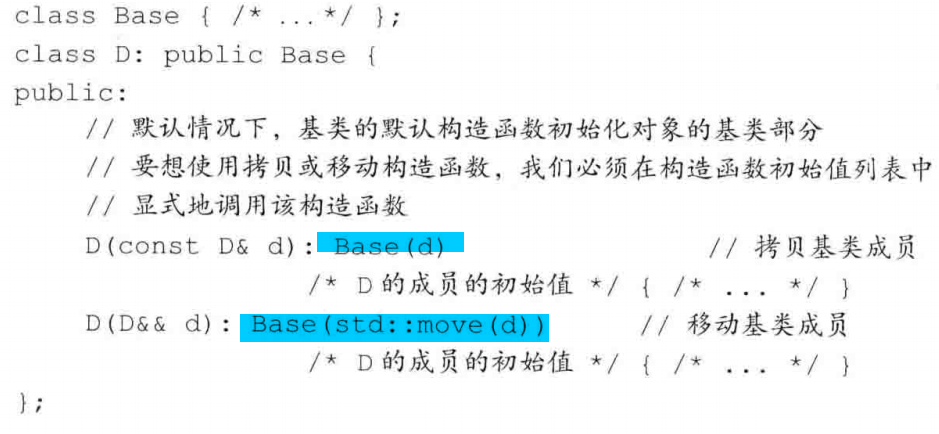 class Base { /* ...*/ };
class D: public Base {
public:
// 默认情况下，基类的默认构造函数初始化对象的基类部分
// 要想使用拷贝或移动构造函数，我们必须在构造函数初始值列表中
// 显式地调用该构造函数
D(const D& d): Base(d) // 拷贝基类成员
/* D的成员的初始值 */ { /* ... */ }
D(D&& d): Base(std::move(d)) // 移动基类成员
/* D的成员的初始值 */ { /* ... */ }
};